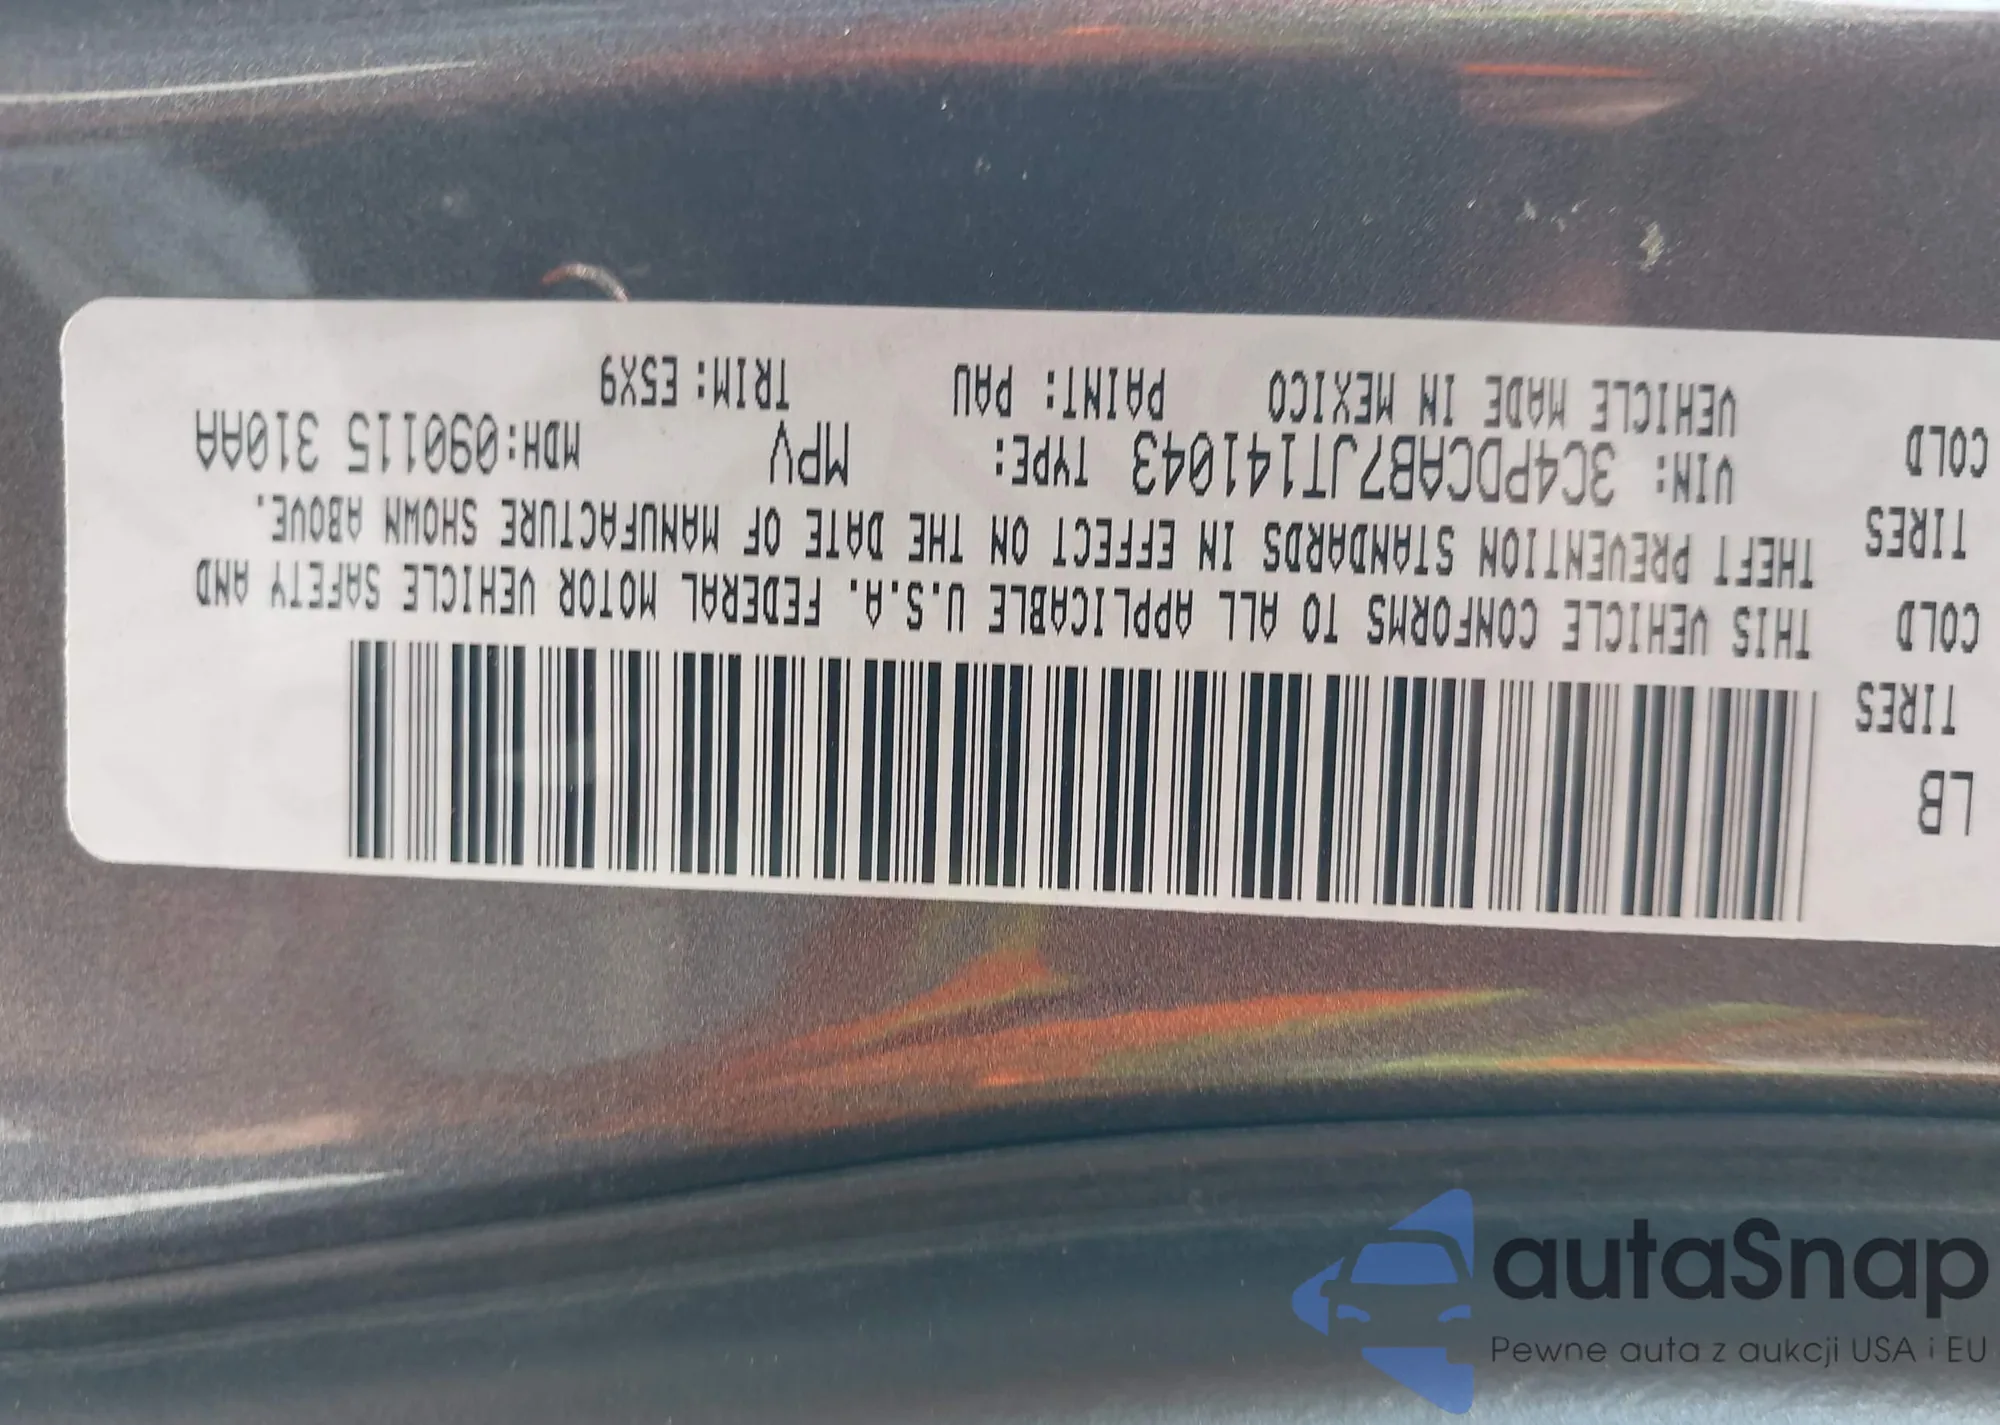 LB
TIRES
COLD
TIRES
COLD
THIS VEHICLE CONFORMS TO ALL APPLICABLE U.S.A. FEDERAL MOTOR VEHICLE SAFETY AND
THEFT PREVENTION STANDARDS IN EFFECT ON THE DATE OF MANUFACTURE SHOWN ABOVE.
VIN: 3C4PDCAB7JT141043 TYPE: MPV MDH:090115 310AA
VEHICLE MADE IN MEXICO PAINT: PAU TRIM: E5X9
autaSnap
Pewne auta z aukcji USA i EU